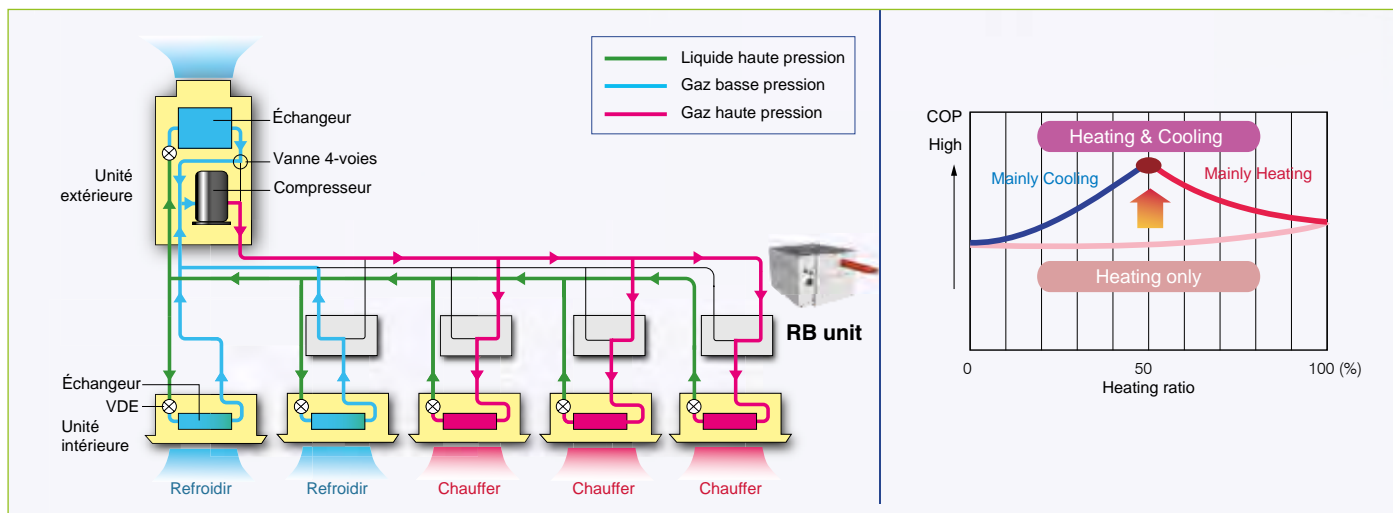 Liquide haute pression
Gaz basse pression
Gaz haute pression
Échangeur
Vanne 4-voies
Compresseur
Unité
extérieure
RB unit
Échangeur
VDE
Unité
intérieure
Refroidir
Refroidir
Chauffer
Chauffer
Chauffer
COP
High
Heating & Cooling
Mainly Cooling
Mainly Heating
Heating only
0
50
100 (%)
Heating ratio